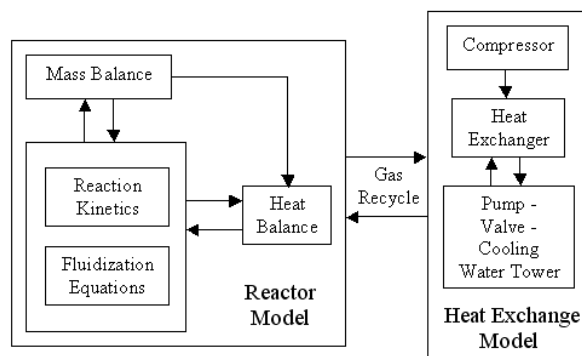 Mass Balance
Reaction
Kinetics
Fluidization
Equations
Heat
Balance
Reactor
Model
Gas
Recycle
Compressor
Heat
Exchanger
Pump -
Valve -
Cooling
Water Tower
Heat Exchange
Model